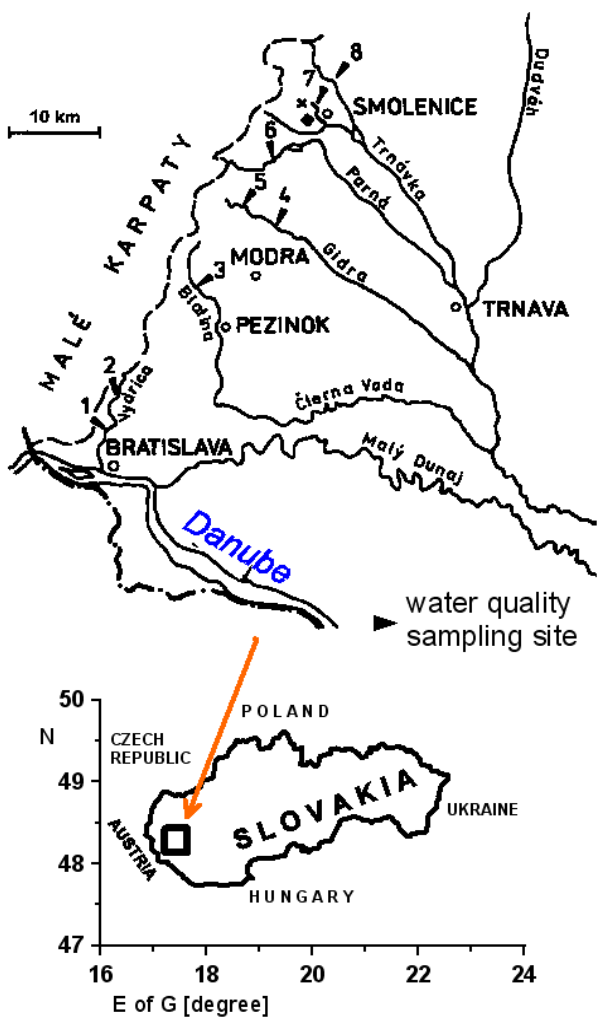 8
7
SMOLENICE
Dudváh
10 km
6
Trnávka
Parná
5
4
MALÉ KARPATY
MODRA
Gidra
3
Blatina
PEZINOK
TRNAVA
2
Vydrica
1
Čierna Voda
BRATISLAVA
Malý Dunaj
Danube
water quality
sampling site
50
POLAND
N
CZECH
REPUBLIC
49
SLOVAKIA
UKRAINE
AUSTRIA
48
HUNGARY
47
16
18
20
22
24
E of G [degree]